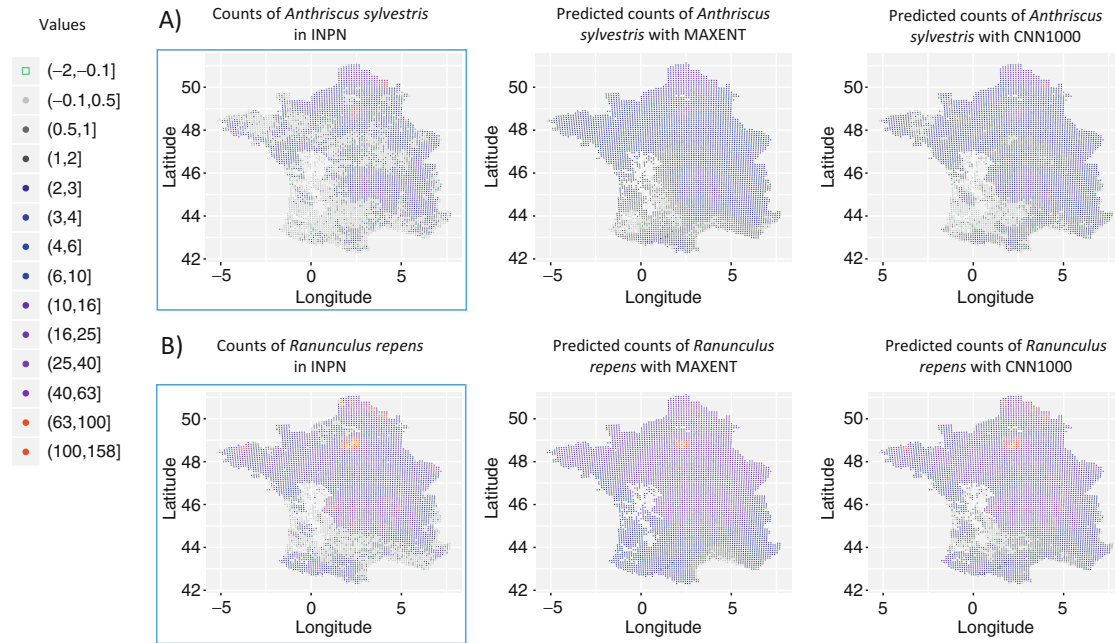 Values
(−2,−0.1]
(−0.1,0.5]
(0.5,1]
(1,2]
(2,3]
(3,4]
(4,6]
(6,10]
(10,16]
(16,25]
(25,40]
(40,63]
(63,100]
(100,158]
A)
Counts of Anthriscus sylvestris
in INPN
Latitude
50
48
46
44
42
−5 0 5
Longitude
Predicted counts of Anthriscus
sylvestris with MAXENT
Latitude
50
48
46
44
42
−5 0 5
Longitude
Predicted counts of Anthriscus
sylvestris with CNN1000
Latitude
50
48
46
44
42
5 0 5
Longitude
B)
Counts of Ranunculus repens
in INPN
Latitude
50
48
46
44
42
−5 0 5
Longitude
Predicted counts of Ranunculus
repens with MAXENT
Latitude
50
48
46
44
42
−5 0 5
Longitude
Predicted counts of Ranunculus
repens with CNN1000
Latitude
50
48
46
44
42
5 0 5
Longitude